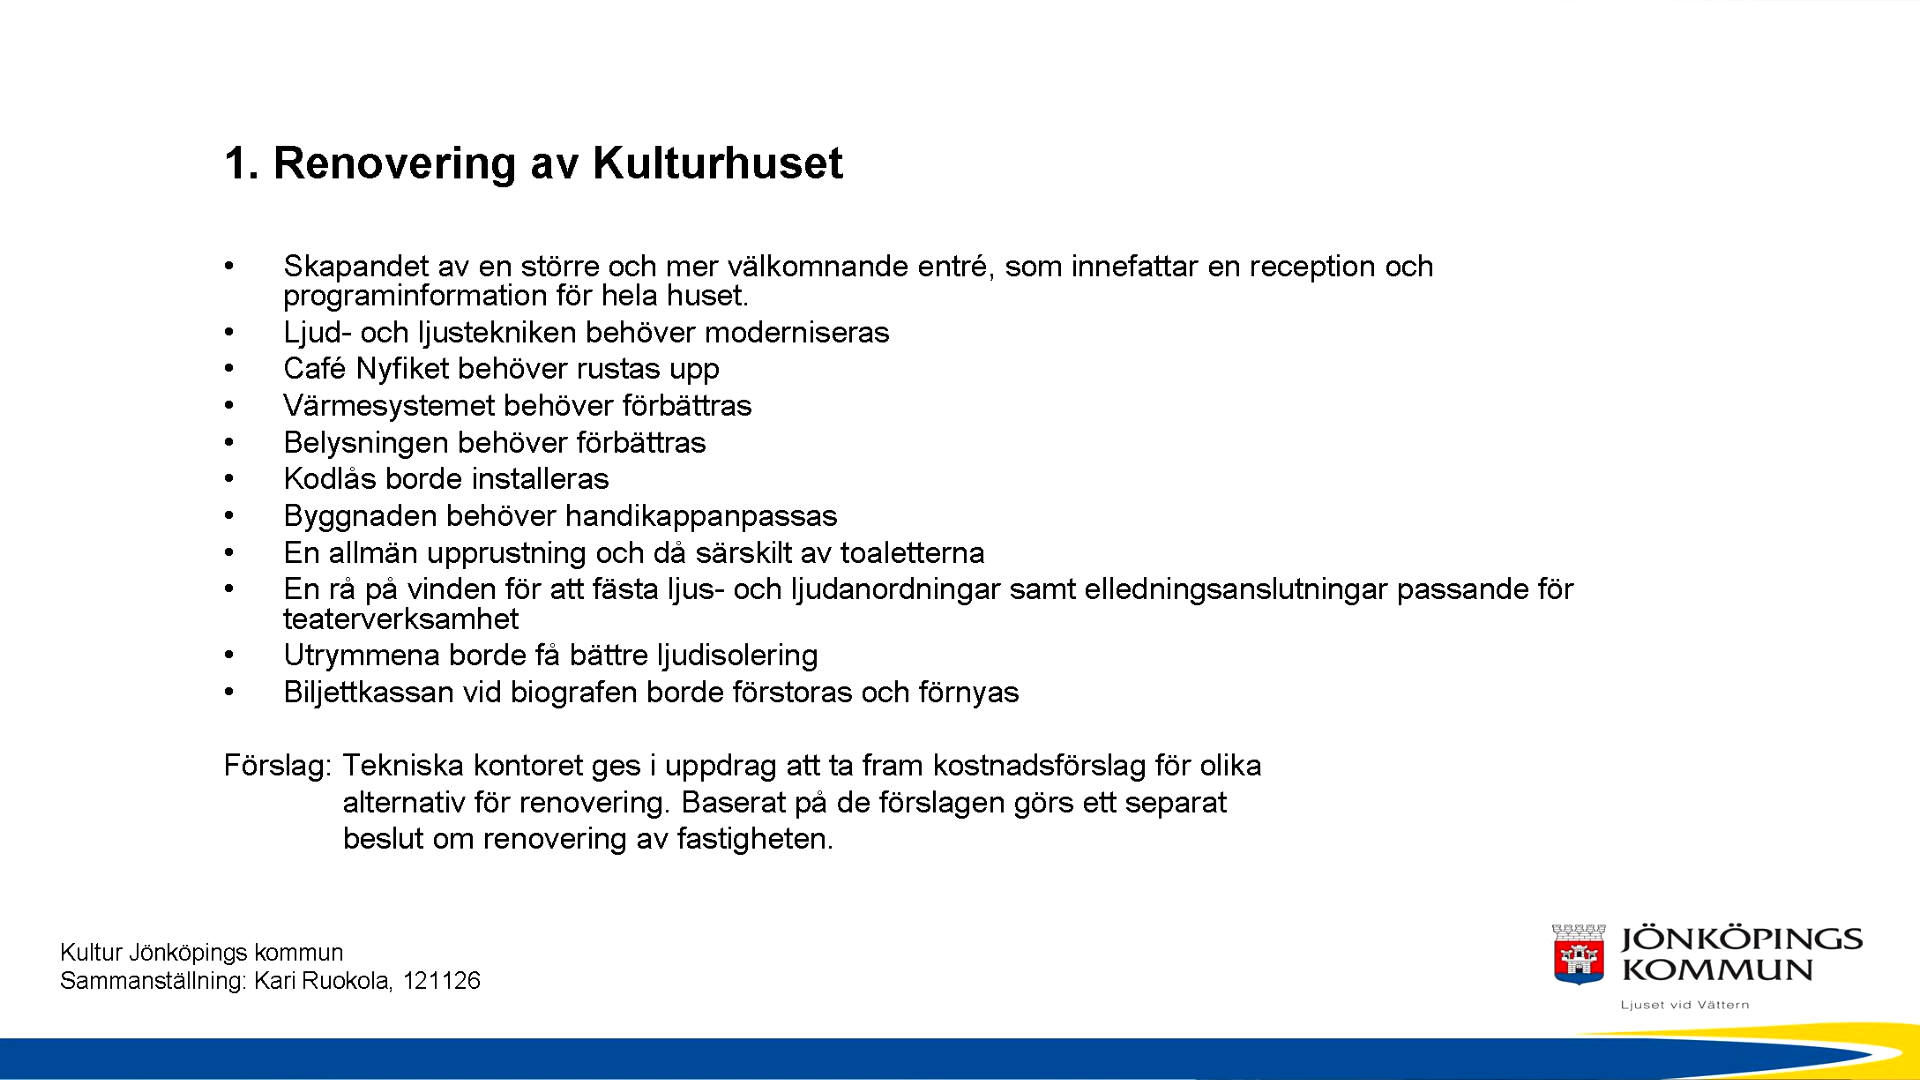 1. Renovering av Kulturhuset
• Skapandet av en större och mer välkomnande entré, som innefattar en reception och
programinformation för hela huset.
• Ljud- och ljustekniken behöver moderniseras
• Café Nyfiket behöver rustas upp
• Värmesystemet behöver förbättras
• Belysningen behöver förbättras
• Kodlås borde installeras
• Byggnaden behöver handikappanpassas
• En allmän upprustning och då särskilt av toaletterna
• En rå på vinden för att fästa ljus- och ljudanordningar samt elledningsanslutningar passande för
teaterverksamhet
• Utrymmena borde få bättre ljudisolering
• Biljettkassan vid biografen borde förstoras och förnyas
Förslag: Tekniska kontoret ges i uppdrag att ta fram kostnadsförslag för olika
alternativ för renovering. Baserat på de förslagen görs ett separat
beslut om renovering av fastigheten.
Kultur Jönköpings kommun
Sammanställning: Kari Ruokola, 121126
JÖNKÖPINGS
KOMMUN
Ljuset vid Vättern